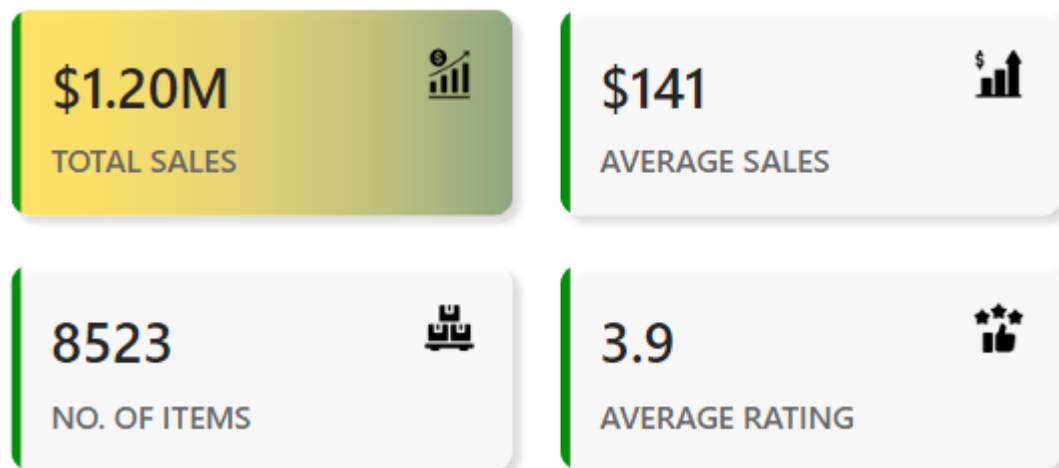 $1.20M
TOTAL SALES
$141
AVERAGE SALES
8523
NO. OF ITEMS
3.9
AVERAGE RATING